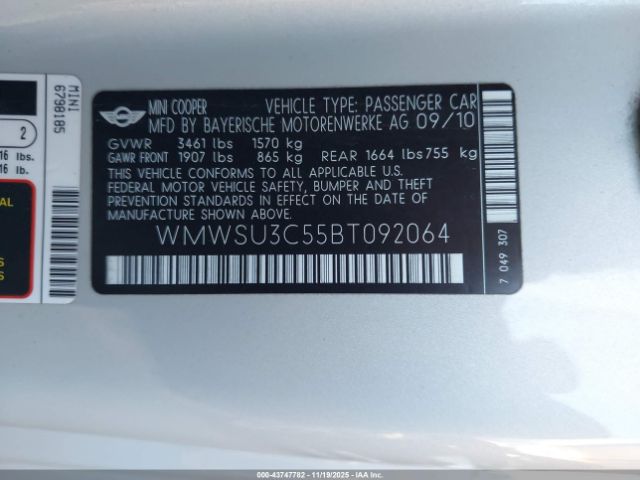 MINI
6798185
2
16 lbs.
16 lbs.
MINI COOPER VEHICLE TYPE: PASSENGER CAR
MFD BY BAYERISCHE MOTORENWERKE AG 09/10
GVWR 3461 lbs 1570 kg
GAWR FRONT 1907 lbs 865 kg REAR 1664 lbs 755 kg
THIS VEHICLE CONFORMS TO ALL APPLICABLE U.S.
FEDERAL MOTOR VEHICLE SAFETY, BUMPER AND THEFT
PREVENTION STANDARDS IN EFFECT ON THE DATE
OF MANUFACTURE SHOWN ABOVE.
WMWSU3C55BT092064
7 049 307
000-43747782 - 11/19/2025 - IAA, Inc.